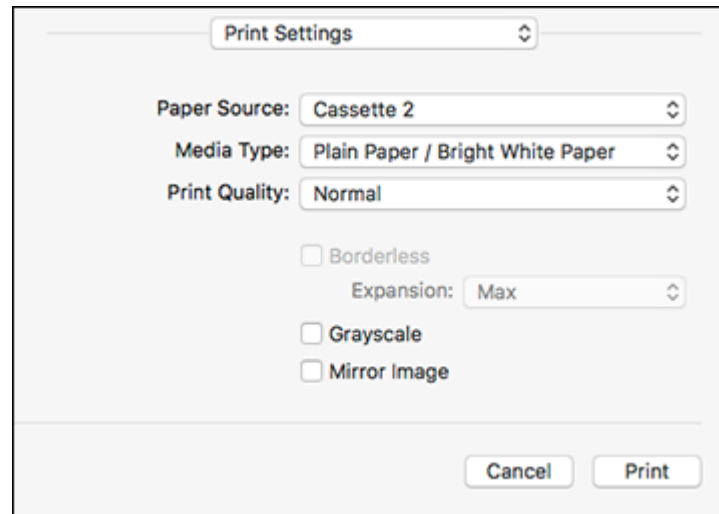 Print Settings
Paper Source: Cassette 2
Media Type: Plain Paper / Bright White Paper
Print Quality: Normal
Borderless
Expansion: Max
Grayscale
Mirror Image
Cancel Print